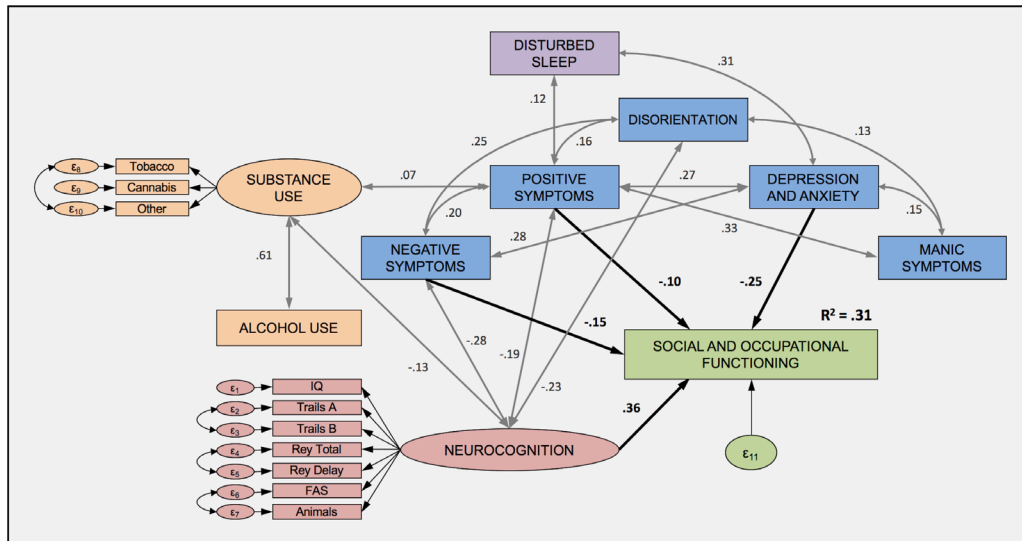 DISTURBED
SLEEP
.31
.12
DISORIENTATION
.25
.16
.13
ε8
Tobacco
ε9
Cannabis
ε10
Other
SUBSTANCE
USE
.07
POSITIVE
SYMPTOMS
.27
DEPRESSION
AND ANXIETY
.20
.15
.28
.33
NEGATIVE
SYMPTOMS
MANIC
SYMPTOMS
.61
-.10
-.25
ALCOHOL USE
-.15
R² = .31
-.28
-.19
-.13
-.23
SOCIAL AND OCCUPATIONAL
FUNCTIONING
ε1
IQ
ε2
Trails A
ε3
Trails B
ε4
Rey Total
ε5
Rey Delay
ε6
FAS
ε7
Animals
NEUROCOGNITION
.36
ε11